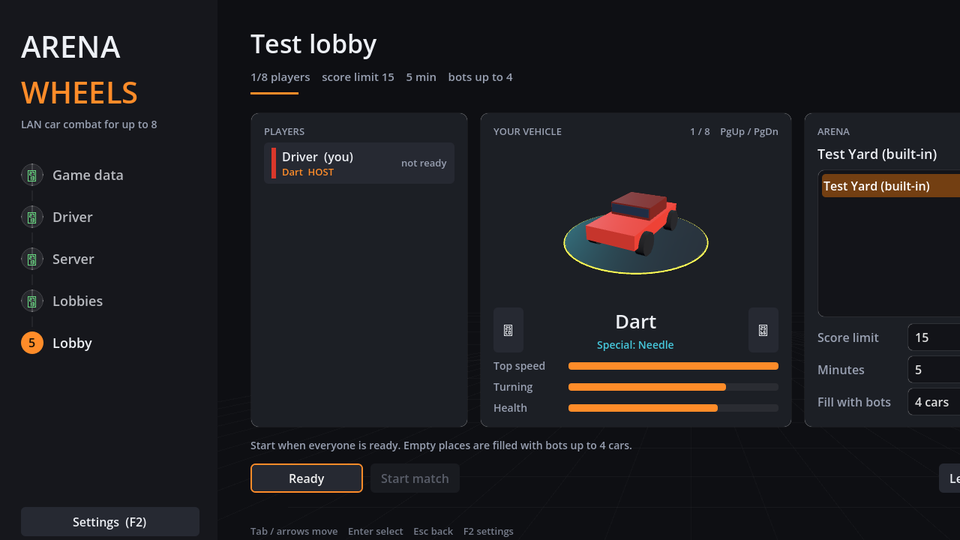 ARENA
WHEELS
LAN car combat for up to 8
Game data
Driver
Server
Lobbies
5 Lobby
Settings (F2)
Test lobby
1/8 players score limit 15 5 min bots up to 4
PLAYERS
Driver (you)
Dart HOST
not ready
YOUR VEHICLE 1 / 8 PgUp / PgDn
Dart
Special: Needle
Top speed
Turning
Health
ARENA
Test Yard (built-in)
Test Yard (built-in)
Score limit 15
Minutes 5
Fill with bots 4 cars
Start when everyone is ready. Empty places are filled with bots up to 4 cars.
Ready Start match
Tab / arrows move Enter select Esc back F2 settings